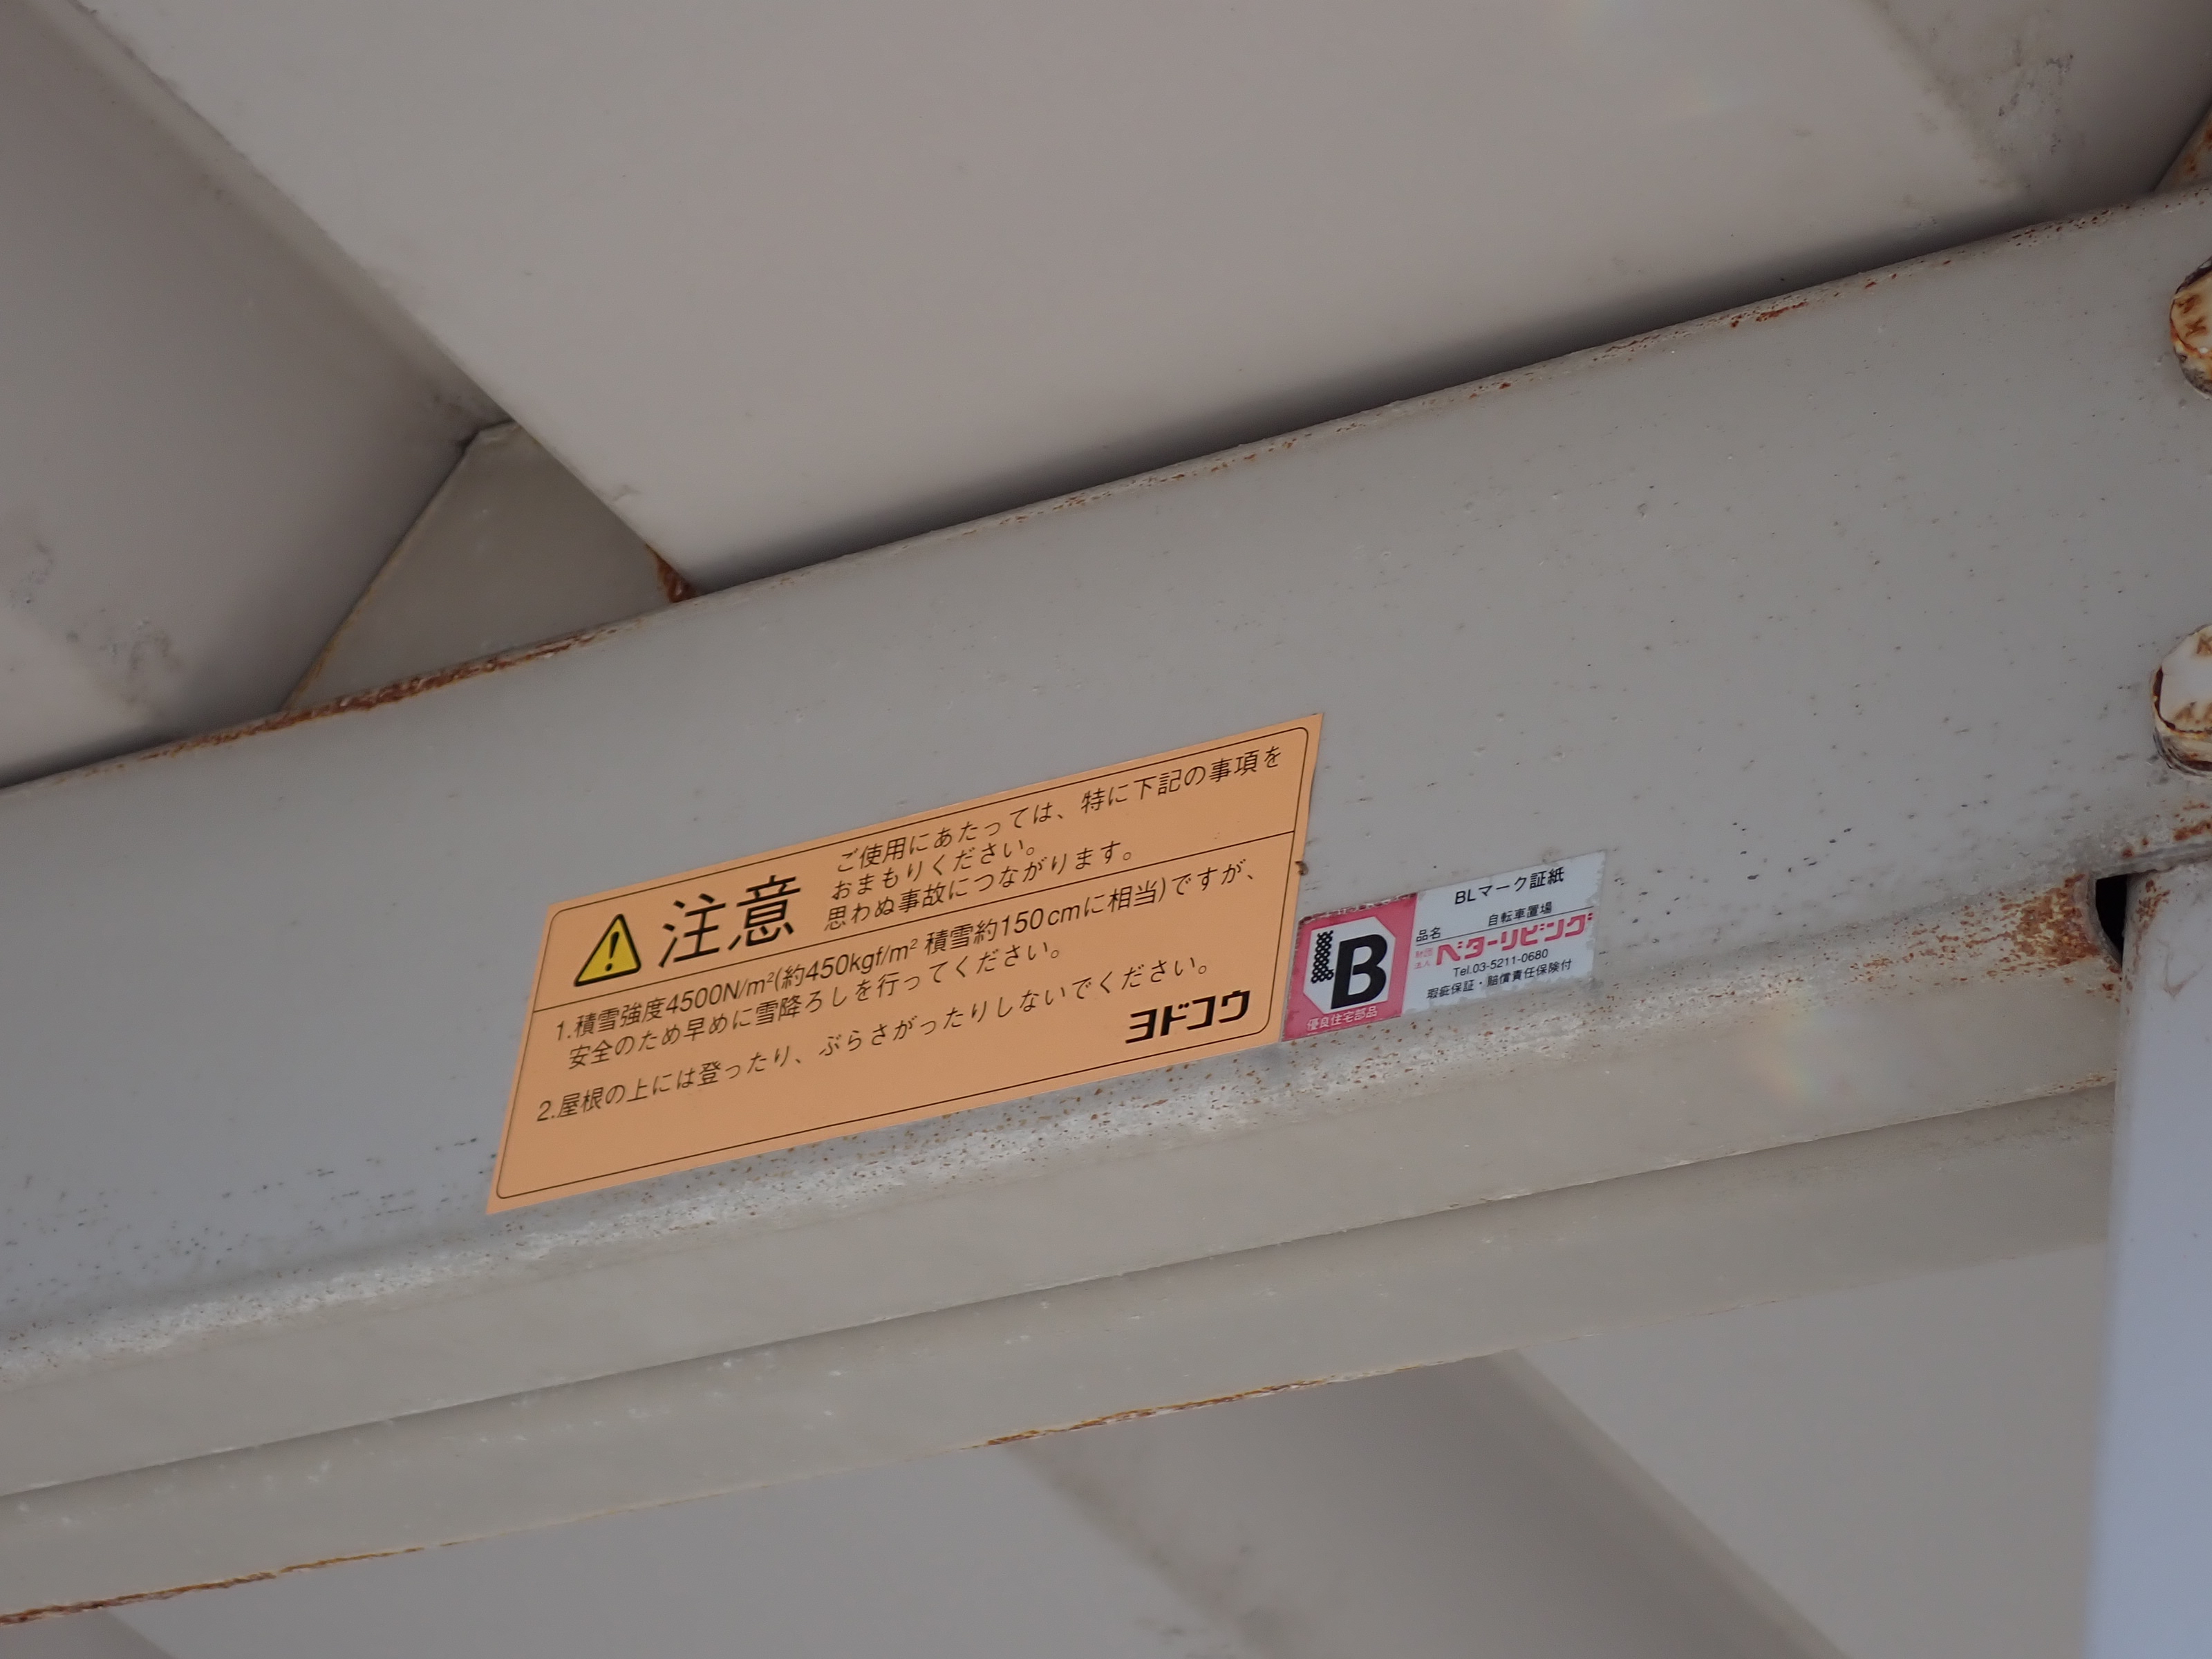 注意
ご使用にあたっては、特に下記の事項を
おまもりください。
思わぬ事故につながります。
1.積雪強度4500N/m²(約450kgf/m² 積雪約150cmに相当)ですが、
安全のため早めに雪降ろしを行ってください。
2.屋根の上には登ったり、ぶらさがったりしないでください。
ヨドコウ
B
優良住宅部品
BLマーク証紙
品名 自転車置場
財団法人 ベターリビング
Tel.03-5211-0680
瑕疵保証・賠償責任保険付